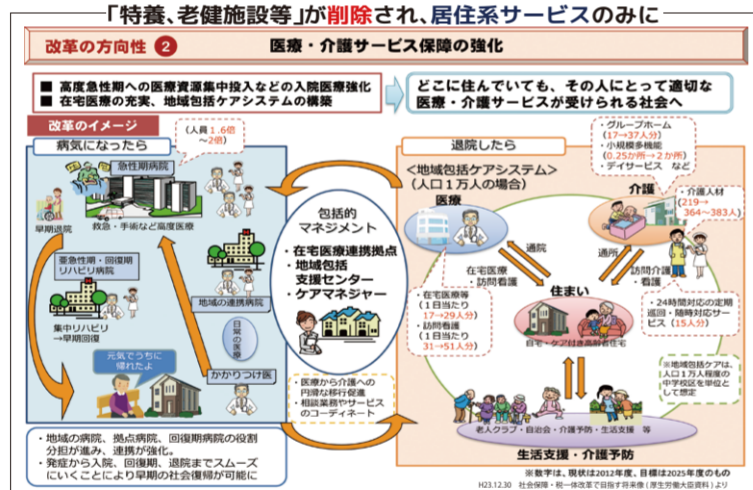 「特養、老健施設等」が削除され、居住系サービスのみに
改革の方向性 2
医療・介護サービス保障の強化
■ 高度急性期への医療資源集中投入などの入院医療強化
■ 在宅医療の充実、地域包括ケアシステムの構築
どこに住んでいても、その人にとって適切な
医療・介護サービスが受けられる社会へ
改革のイメージ
病気になったら
(人員1.6倍
~2倍)
急性期病院
早期退院
救急・手術など高度医療
亜急性期・回復期
リハビリ病院
地域の連携病院
集中リハビリ
→早期回復
日常の医療
元気でうちに
帰れたよ
かかりつけ医
・地域の病院、拠点病院、回復期病院の役割
分担が進み、連携が強化。
・発症から入院、回復期、退院までスムーズ
にいくことにより早期の社会復帰が可能に
包括的
マネジメント
・在宅医療連携拠点
・地域包括
支援センター
・ケアマネジャー
・医療から介護への
円滑な移行促進
・相談業務やサービス
のコーディネート
退院したら
<地域包括ケアシステム>
(人口1万人の場合)
・グループホーム
(17→37人分)
・小規模多機能
(0.25か所→2か所)
・デイサービス など
医療
介護
・介護人材
(219→
364~383人)
通院
通所
在宅医療
・訪問看護
訪問介護
・看護
住まい
・在宅医療等
(1日当たり
17→29人分)
・訪問看護
(1日当たり
31→51人分)
・24時間対応の定期
巡回・随時対応サー
ビス(15人分)
自宅・ケア付き高齢者住宅
※地域包括ケアは、
人口1万人程度の
中学校区を単位と
して想定
老人クラブ・自治会・介護予防・生活支援 等
生活支援・介護予防
※数字は、現状は2012年度、目標は2025年度のもの
H23.12.30 社会保障・税一体改革で目指す将来像(厚生労働大臣資料)より